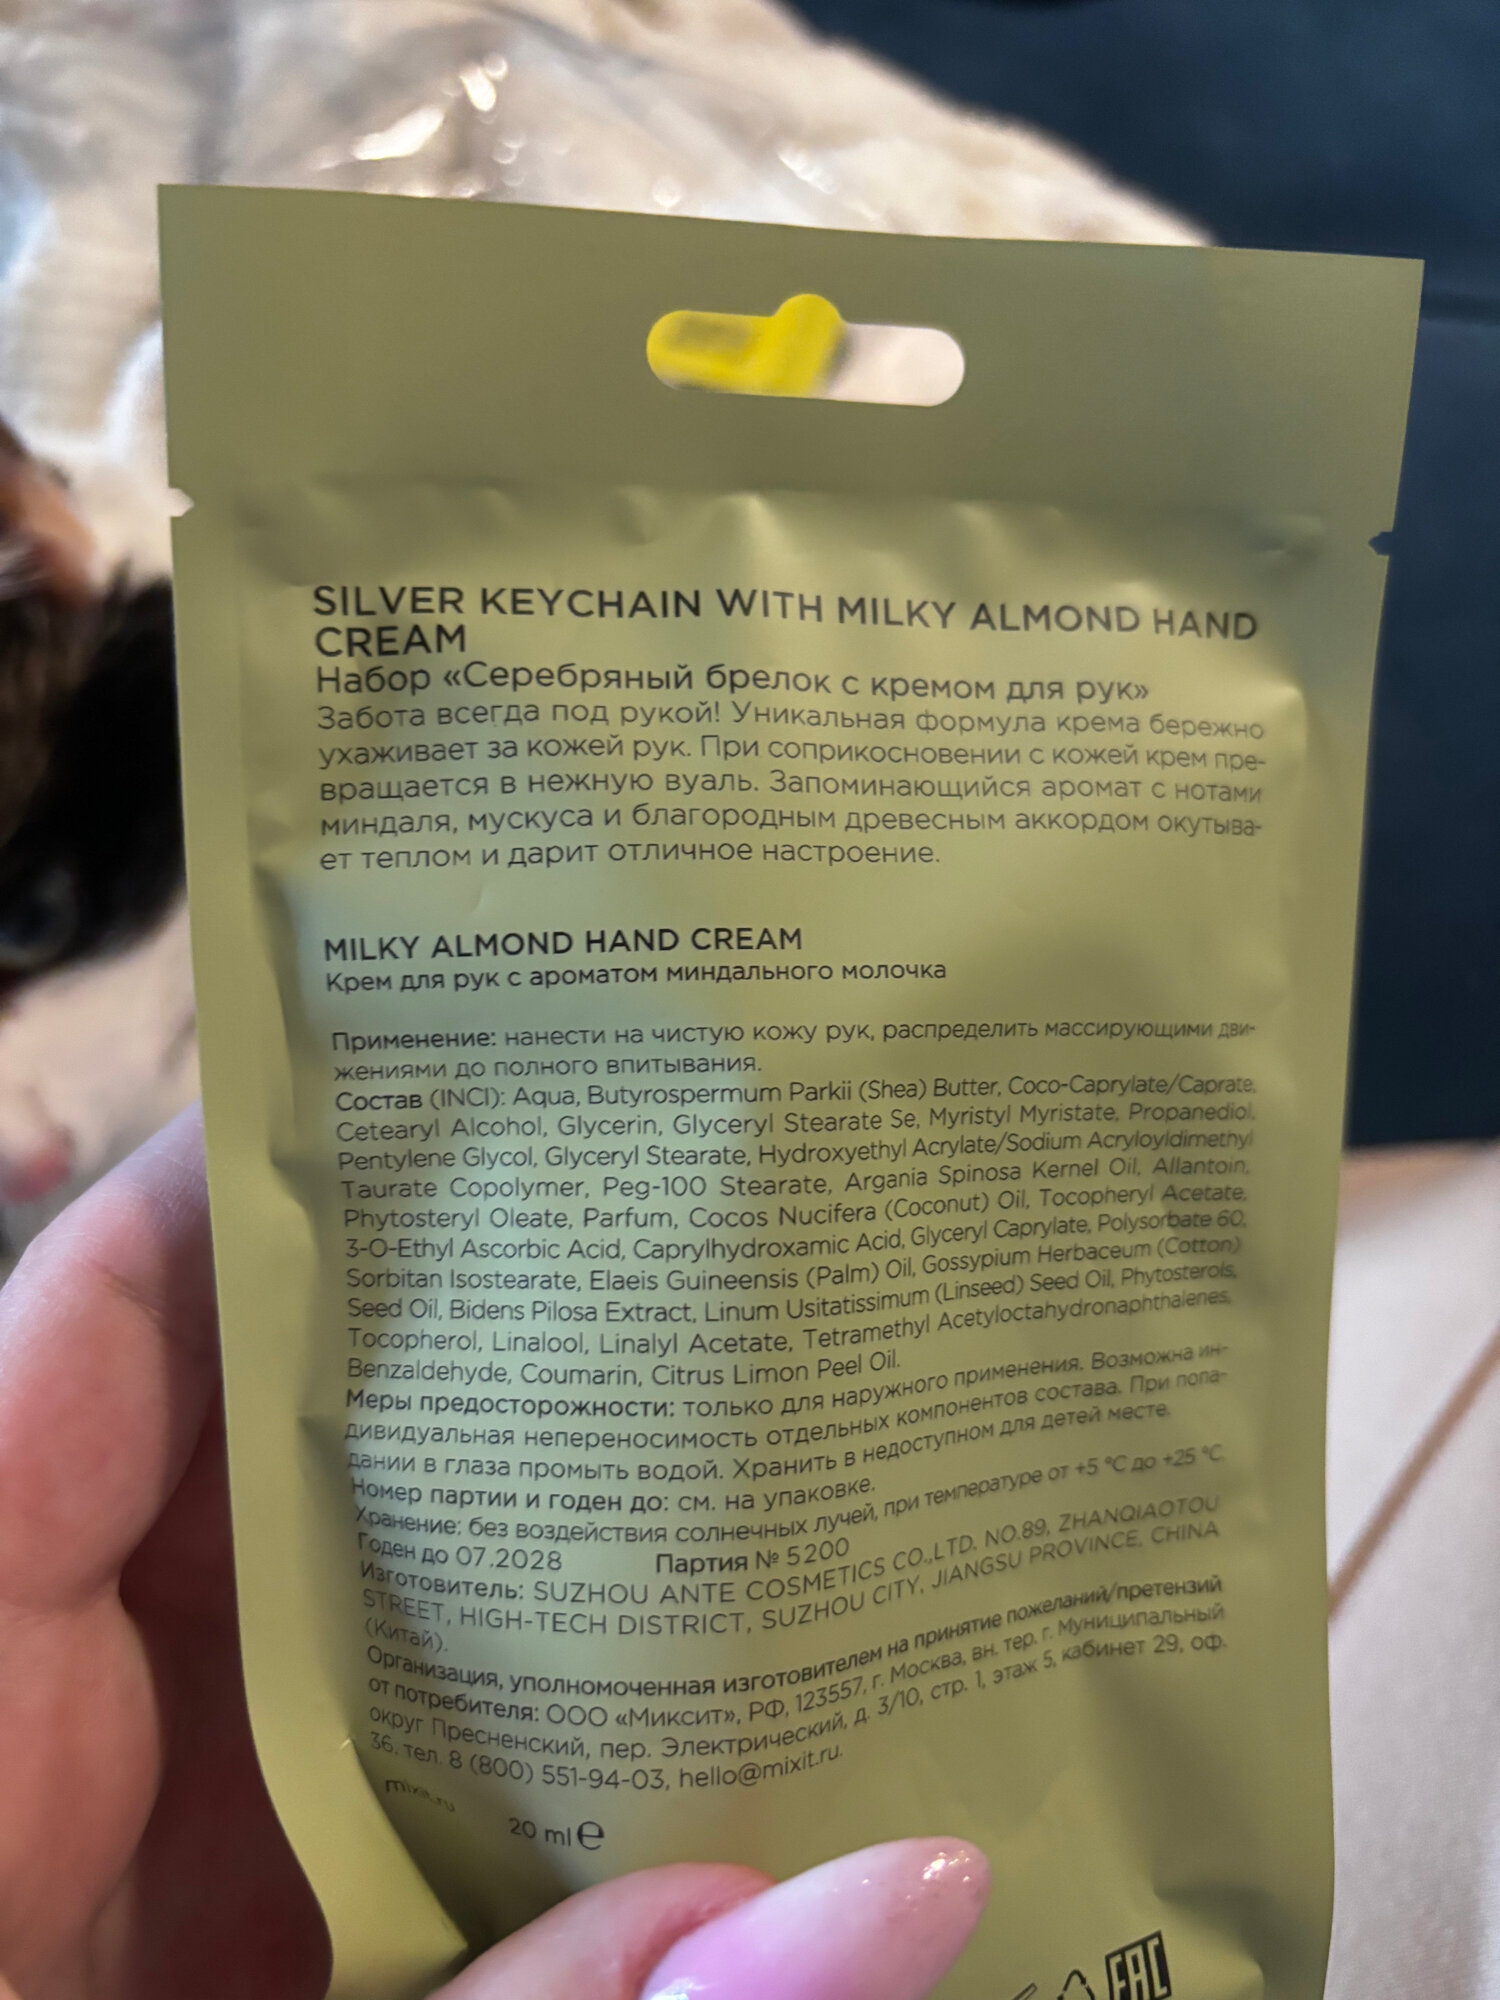 SILVER KEYCHAIN WITH MILKY ALMOND HAND
CREAM
Набор «Серебряный брелок с кремом для рук»
Забота всегда под рукой! Уникальная формула крема бережно
ухаживает за кожей рук. При соприкосновении с кожей крем пре-
вращается в нежную вуаль. Запоминающийся аромат с нотами
миндаля, мускуса и благородным древесным аккордом окутыва-
ет теплом и дарит отличное настроение.
MILKY ALMOND HAND CREAM
Крем для рук с ароматом миндального молочка
Применение: нанести на чистую кожу рук, распределить массирующими дви-
жениями до полного впитывания.
Состав (INCI): Aqua, Butyrospermum Parkii (Shea) Butter, Coco-Caprylate/Caprate,
Cetearyl Alcohol, Glycerin, Glyceryl Stearate Se, Myristyl Myristate, Propanediol,
Pentylene Glycol, Glyceryl Stearate, Hydroxyethyl Acrylate/Sodium Acryloyldimethyl
Taurate Copolymer, Peg-100 Stearate, Argania Spinosa Kernel Oil, Allantoin,
Phytosteryl Oleate, Parfum, Cocos Nucifera (Coconut) Oil, Tocopheryl Acetate,
3-O-Ethyl Ascorbic Acid, Caprylhydroxamic Acid, Glyceryl Caprylate, Polysorbate 60,
Sorbitan Isostearate, Elaeis Guineensis (Palm) Oil, Gossypium Herbaceum (Cotton)
Seed Oil, Bidens Pilosa Extract, Linum Usitatissimum (Linseed) Seed Oil, Phytosterols,
Tocopherol, Linalool, Linalyl Acetate, Tetramethyl Acetyloctahydronaphthalenes,
Benzaldehyde, Coumarin, Citrus Limon Peel Oil.
Меры предосторожности: только для наружного применения. Возможна ин-
дивидуальная непереносимость отдельных компонентов состава. При попа-
дании в глаза промыть водой. Хранить в недоступном для детей месте.
Номер партии и годен до: см. на упаковке.
Хранение: без воздействия солнечных лучей, при температуре от +5 °C до +25 °C.
Годен до 07.2028 Партия № 5200
Изготовитель: SUZHOU ANTE COSMETICS CO.,LTD. NO.89, ZHANQIAOTOU
STREET, HIGH-TECH DISTRICT, SUZHOU CITY, JIANGSU PROVINCE, CHINA
(Китай).
Организация, уполномоченная изготовителем на принятие пожеланий/претензий
от потребителя: ООО «Миксит», РФ, 123557, г. Москва, вн. тер. г. Муниципальный
округ Пресненский, пер. Электрический, д. 3/10, стр. 1, этаж 5, кабинет 29, оф.
36, тел. 8 (800) 551-94-03, hello@mixit.ru.
mixit.ru
20 ml e
EAC